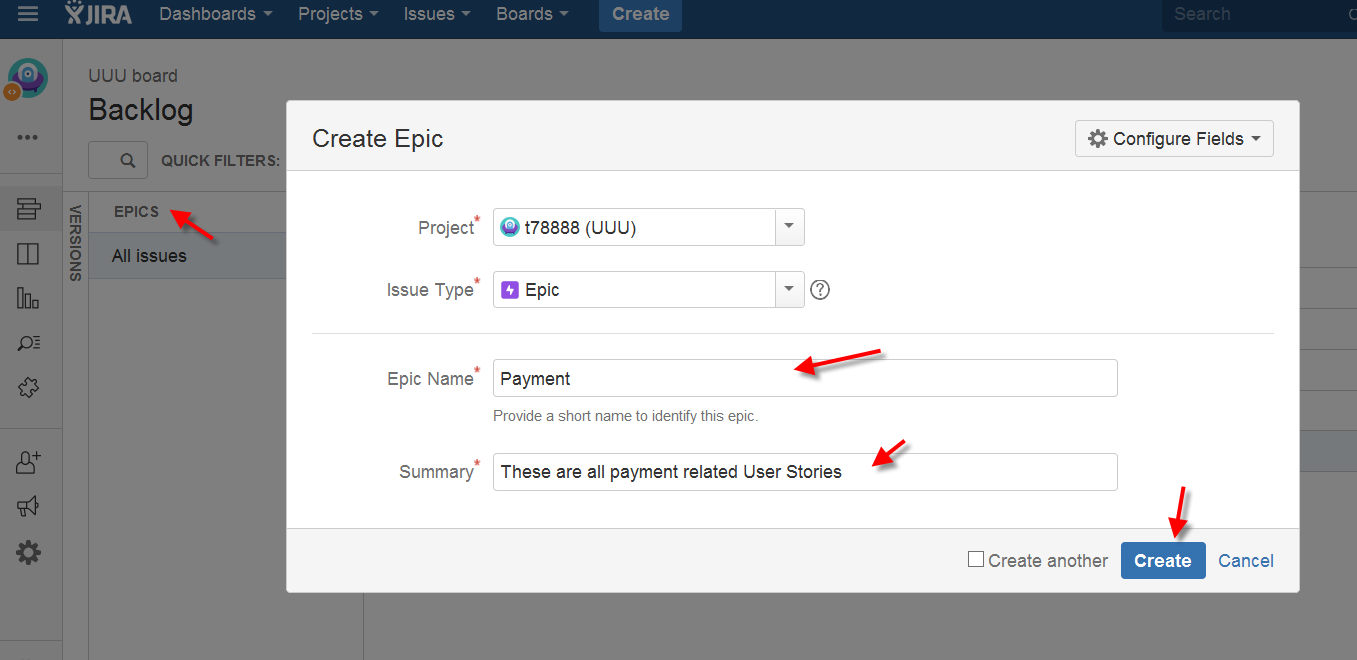 JIRA Dashboards Projects Issues Boards Create Search
UUU board
Backlog
QUICK FILTERS:
VERSIONS
EPICS
All issues
Create Epic
Configure Fields
Project* t78888 (UUU)
Issue Type* Epic
Epic Name* Payment
Provide a short name to identify this epic.
Summary* These are all payment related User Stories
Create another Create Cancel